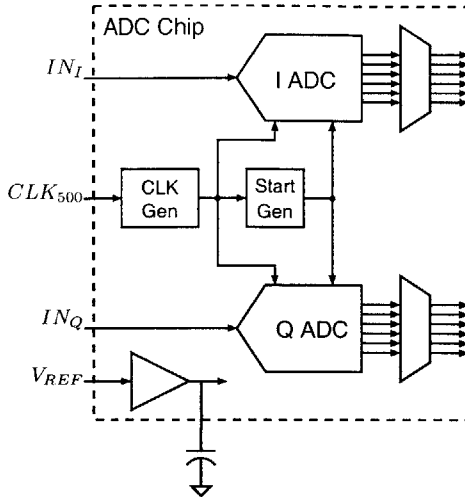 ADC Chip
IN_I
I ADC
CLK_500
CLK
Gen
Start
Gen
IN_Q
Q ADC
V_REF